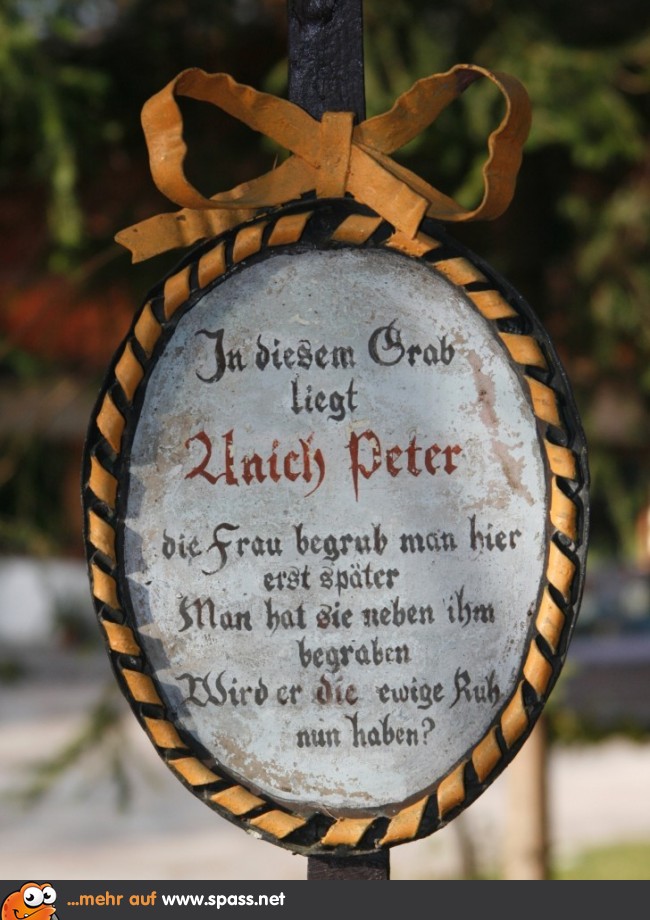 In diesem Grab
liegt
Unich Peter
die Frau begrub man hier
erst später
Man hat sie neben ihm
begraben
Wird er die ewige Ruh
nun haben?
...mehr auf www.spass.net